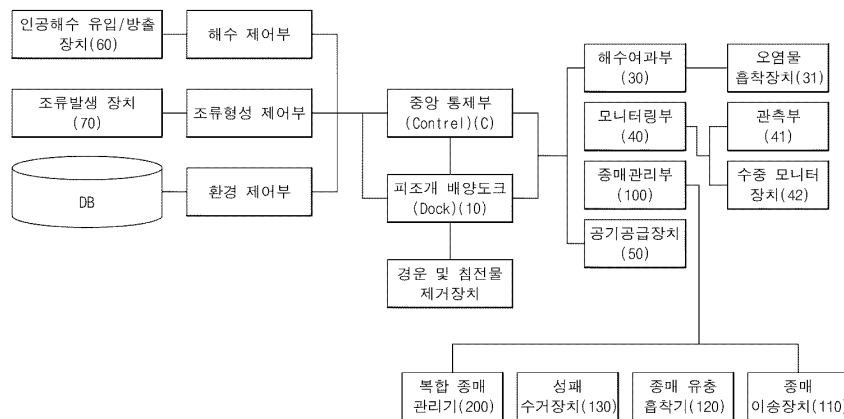 인공해수 유입/방출
장치(60)
해수 제어부
조류발생 장치
(70)
조류형성 제어부
DB
환경 제어부
중앙 통제부
(Contrel)(C)
피조개 배양도크
(Dock)(10)
경운 및 침전물
제거장치
해수여과부
(30)
오염물
흡착장치(31)
모니터링부
(40)
관측부
(41)
수중 모니터
장치(42)
종매관리부
(100)
공기공급장치
(50)
복합 종매
관리기(200)
성패
수거장치(130)
종매 유충
흡착기(120)
종매
이송장치(110)